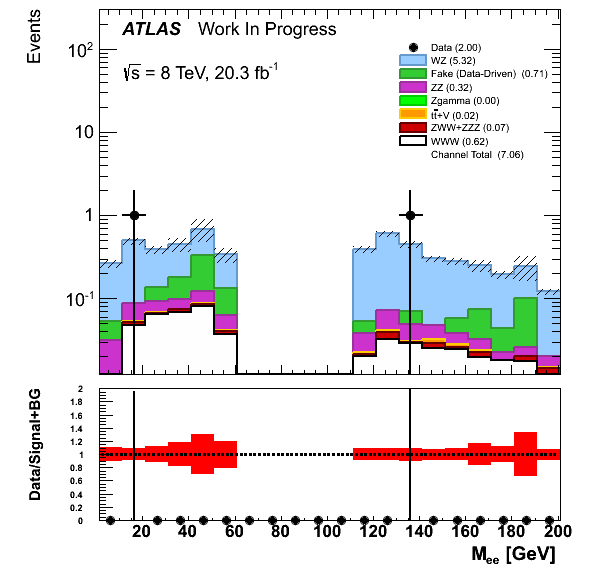 Events
10²
10
1
10⁻¹
ATLAS Work In Progress
√s = 8 TeV, 20.3 fb⁻¹
Data (2.00)
WZ (5.32)
Fake (Data-Driven) (0.71)
ZZ (0.32)
Zgamma (0.00)
tt̄+V (0.02)
ZWW+ZZZ (0.07)
WWW (0.62)
Channel Total (7.06)
Data/Signal+BG
2
1.8
1.6
1.4
1.2
1
0.8
0.6
0.4
0.2
0
20 40 60 80 100 120 140 160 180 200
Mₑₑ [GeV]